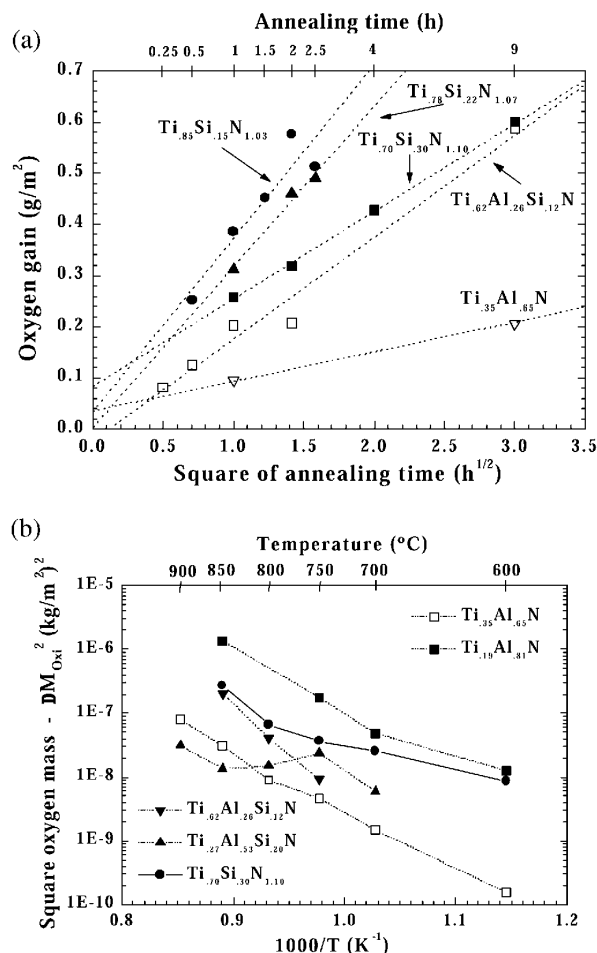 (a)
Annealing time (h)
0.25 0.5 1 1.5 2 2.5 4 9
0.7
0.6
0.5
0.4
0.3
0.2
0.1
0.0
Oxygen gain (g/m²)
Ti.85Si.15N1.03
Ti.78Si.22N1.07
Ti.70Si.30N1.10
Ti.62Al.26Si.12N
Ti.35Al.65N
0.0 0.5 1.0 1.5 2.0 2.5 3.0 3.5
Square of annealing time (h^1/2)
(b)
Temperature (ºC)
900 850 800 750 700 600
1E-5
1E-6
1E-7
1E-8
1E-9
1E-10
Square oxygen mass - DM_Oxi² (kg/m²)²
Ti.35Al.65N
Ti.19Al.81N
Ti.62Al.26Si.12N
Ti.27Al.53Si.20N
Ti.70Si.30N1.10
0.8 0.9 1.0 1.1 1.2
1000/T (K⁻¹)